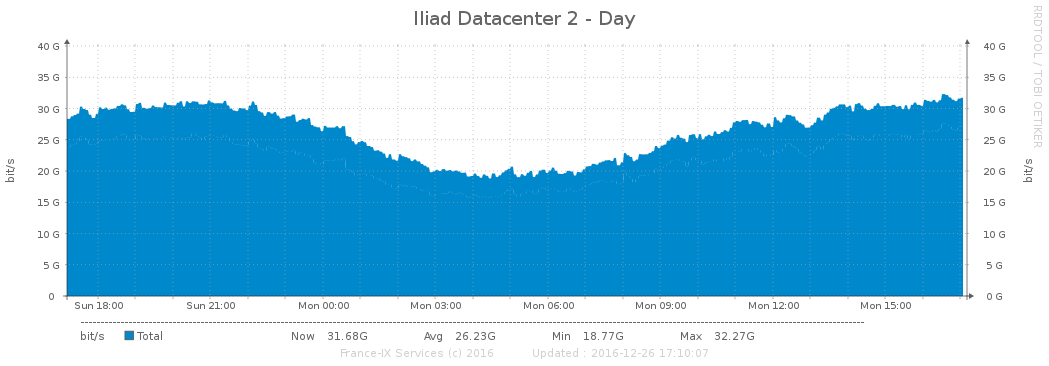 Iliad Datacenter 2 - Day
RRDTOOL / TOBI OETIKER
40 G 40 G
35 G 35 G
30 G 30 G
25 G 25 G
20 G 20 G
15 G 15 G
10 G 10 G
5 G 5 G
0 0 G
bit/s bit/s
Sun 18:00 Sun 21:00 Mon 00:00 Mon 03:00 Mon 06:00 Mon 09:00 Mon 12:00 Mon 15:00
bit/s Total Now 31.68G Avg 26.23G Min 18.77G Max 32.27G
France-IX Services (c) 2016 Updated : 2016-12-26 17:10:07